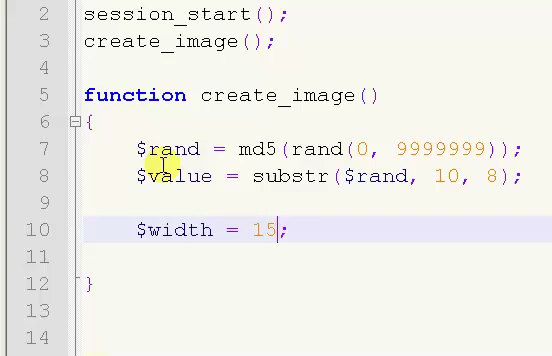 2 session_start();
3 create_image();
4
5 function create_image()
6 {
7 $rand = md5(rand(0, 9999999));
8 $value = substr($rand, 10, 8);
9
10 $width = 15;
11
12 }
13
14